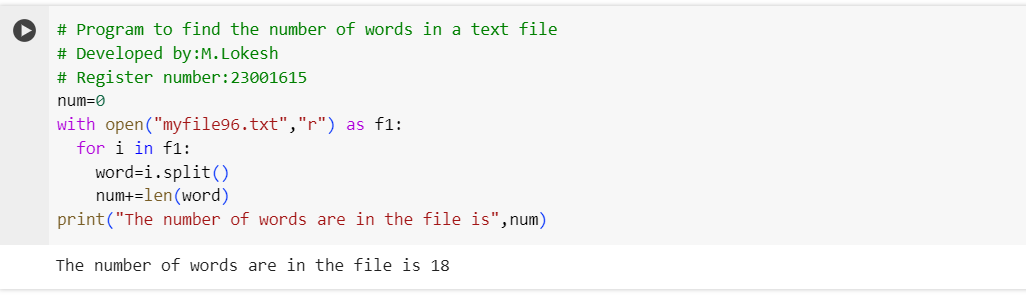 # Program to find the number of words in a text file
# Developed by:M.Lokesh
# Register number:23001615
num=0
with open("myfile96.txt","r") as f1:
  for i in f1:
    word=i.split()
    num+=len(word)
print("The number of words are in the file is",num)
The number of words are in the file is 18